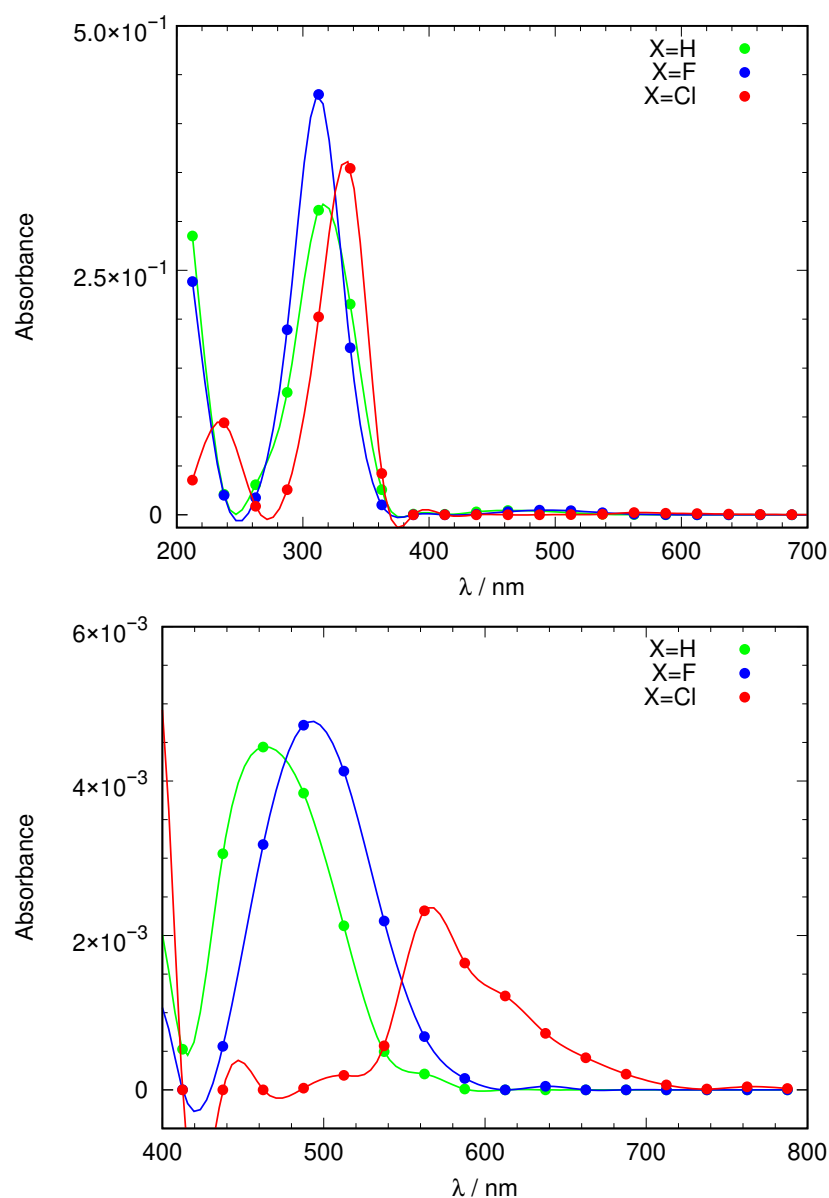 5.0×10⁻¹
X=H
X=F
X=Cl
2.5×10⁻¹
Absorbance
0
200 300 400 500 600 700
λ / nm
6×10⁻³
X=H
X=F
X=Cl
4×10⁻³
Absorbance
2×10⁻³
0
400 500 600 700 800
λ / nm